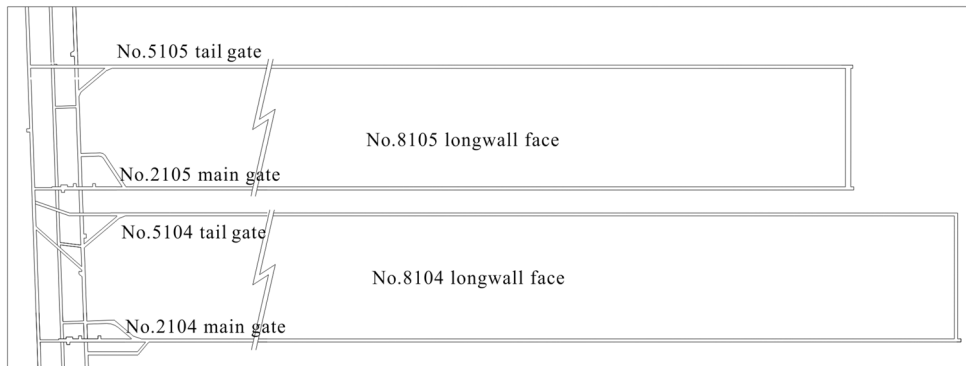 No.5105 tail gate
No.8105 longwall face
No.2105 main gate
No.5104 tail gate
No.8104 longwall face
No.2104 main gate